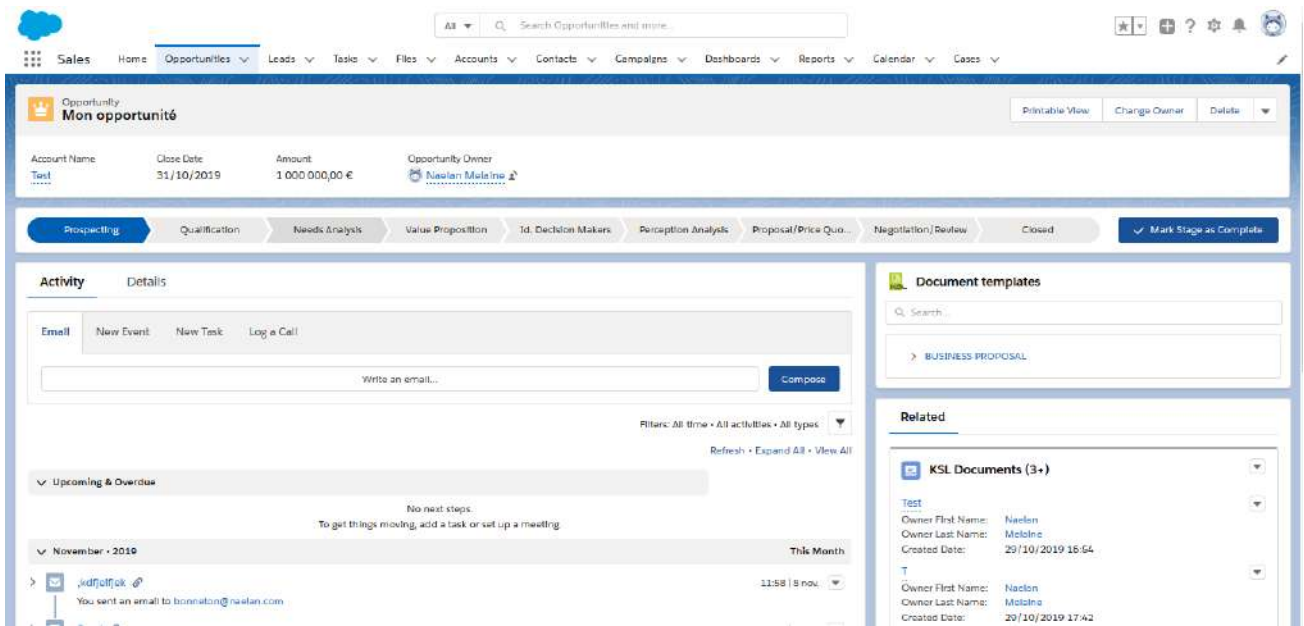 All
Search Opportunities and more...
Sales Home Opportunities Leads Tasks Files Accounts Contacts Campaigns Dashboards Reports Calendar Cases
Opportunity
Mon opportunité
Printable View Change Owner Delete
Account Name Close Date Amount Opportunity Owner
Test 31/10/2019 1 000 000,00 € Naelan Melaine
Prospecting Qualification Needs Analysis Value Proposition Id. Decision Makers Perception Analysis Proposal/Price Quo... Negotiation/Review Closed Mark Stage as Complete
Activity Details
Email New Event New Task Log a Call
Write an email... Compose
Filters: All time • All activities • All types
Refresh • Expand All • View All
Upcoming & Overdue
No next steps.
To get things moving, add a task or set up a meeting.
November • 2019 This Month
11:58 | 8 nov.
You sent an email to bonneton@naelan.com
Document templates
Search...
BUSINESS PROPOSAL
Related
KSL Documents (3+)
Test
Owner First Name: Naelan
Owner Last Name: Melaine
Created Date: 29/10/2019
T
Owner First Name: Naelan
Owner Last Name: Melaine
Created Date: 29/10/2019 17:42